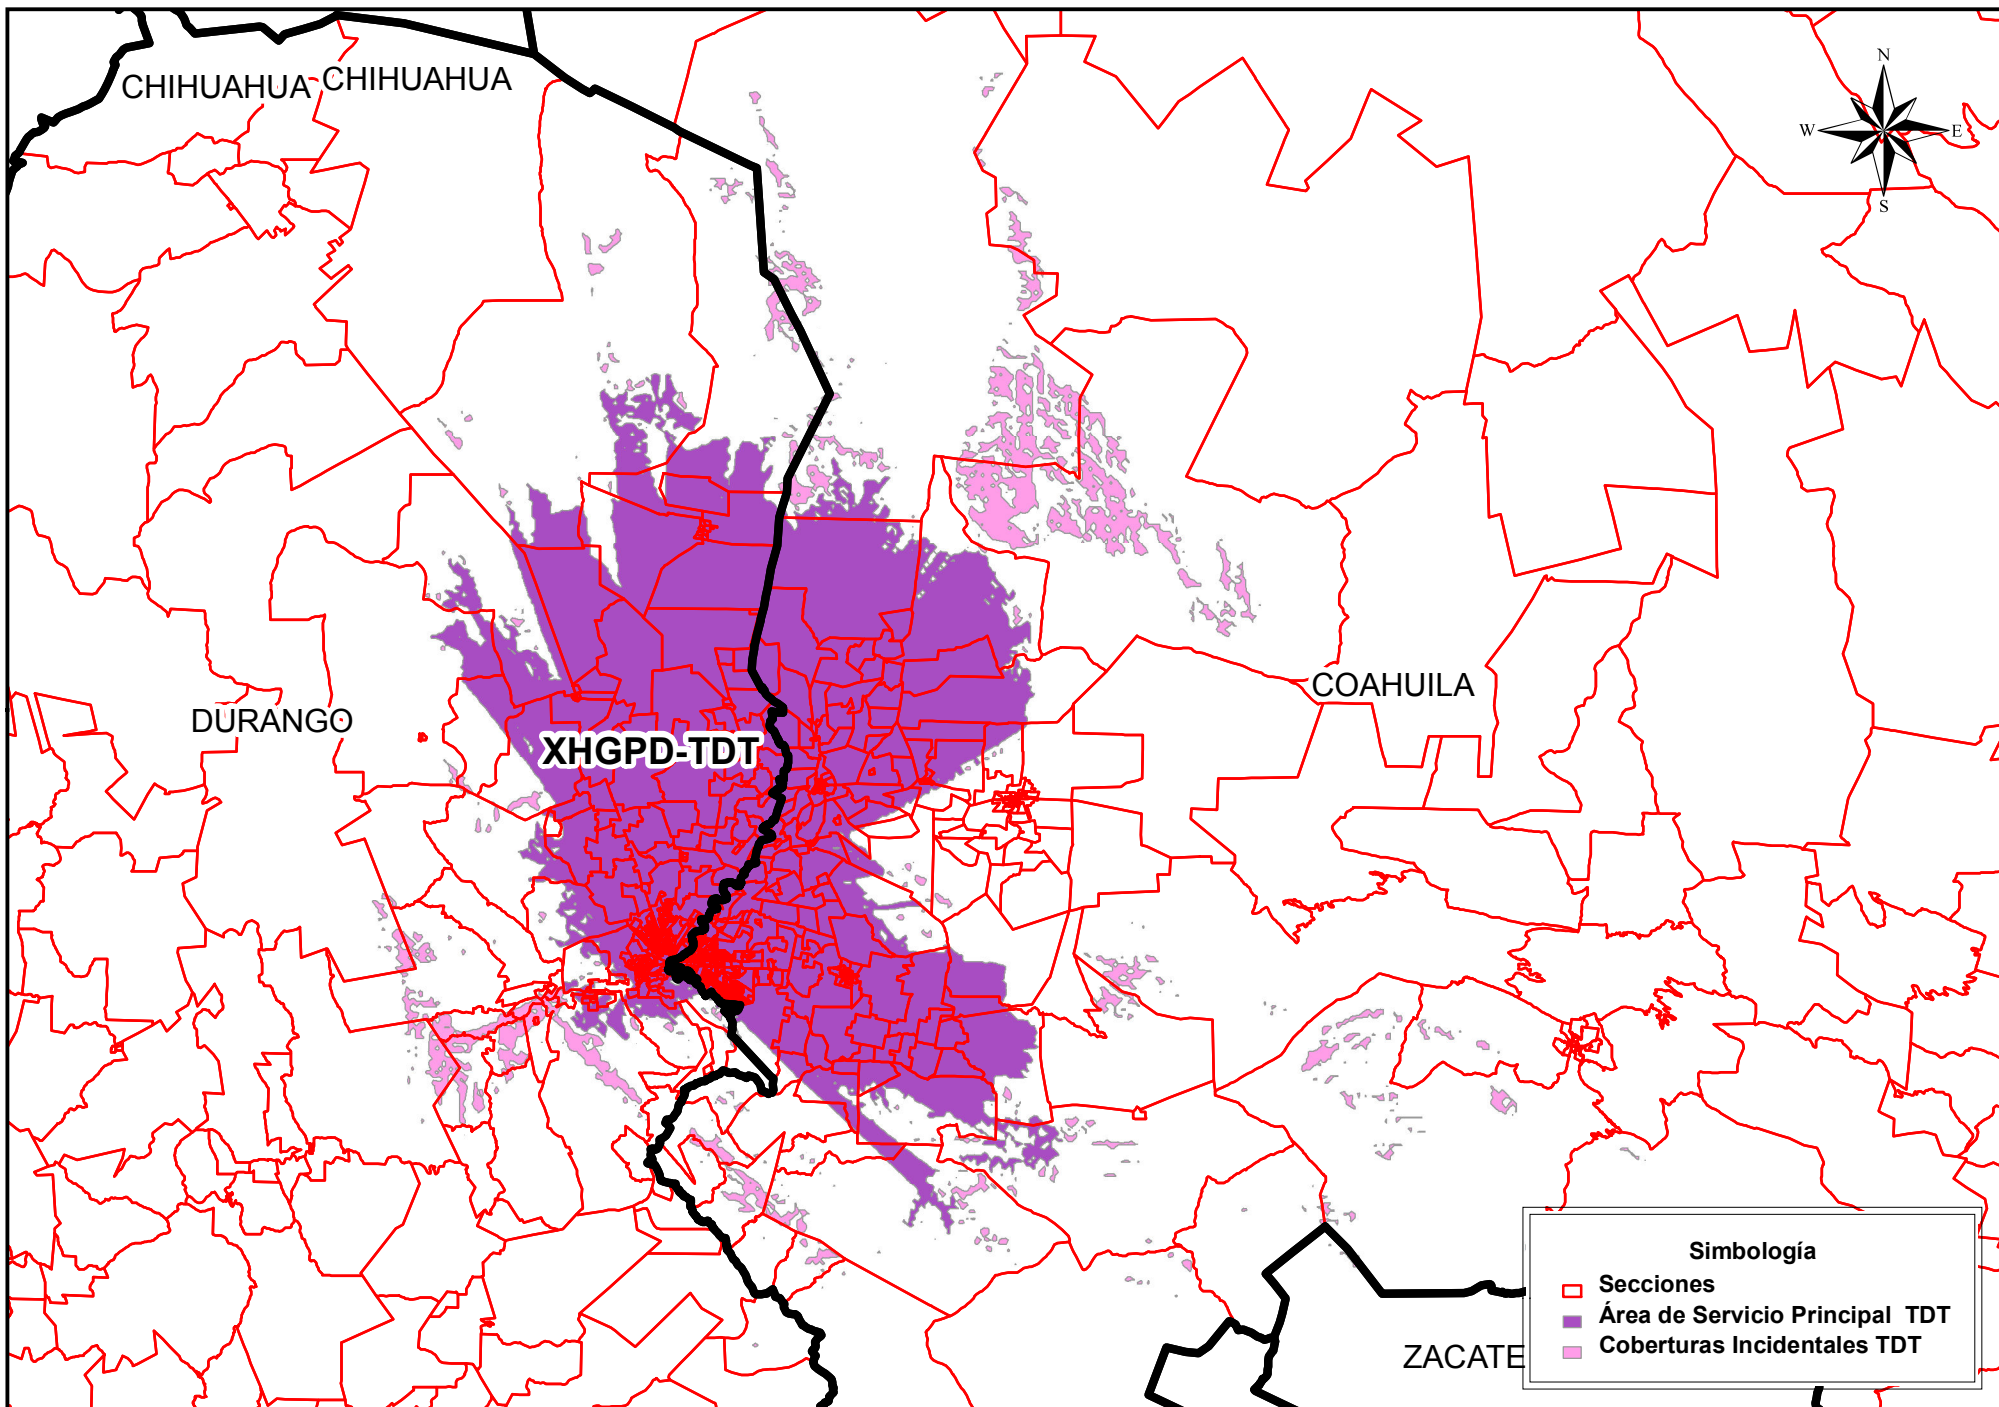 CHIHUAHUA CHIHUAHUA
N
W E
S
COAHUILA
DURANGO
XHGPD-TDT
Simbología
Secciones
Área de Servicio Principal TDT
Coberturas Incidentales TDT
ZACATE